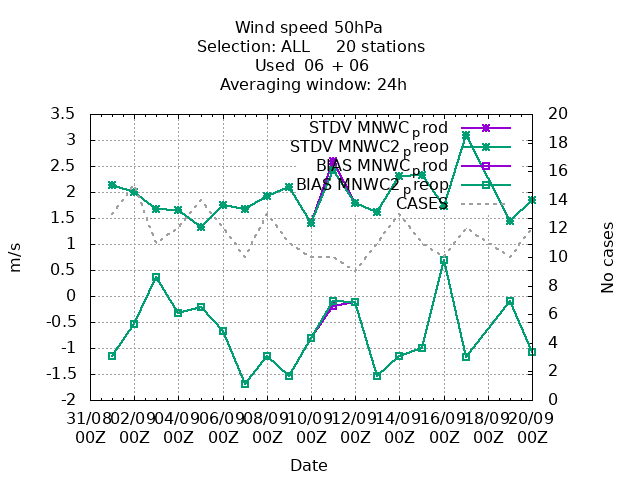 Wind speed 50hPa
Selection: ALL 20 stations
Used 06 + 06
Averaging window: 24h
3.5
3
2.5
2
1.5
1
0.5
0
-0.5
-1
-1.5
-2
m/s
20
18
16
14
12
10
8
6
4
2
0
No cases
STDV MNWC_prod
STDV MNWC2_preop
BIAS MNWC_prod
BIAS MNWC2_preop
CASES
31/08 02/09 04/09 06/09 08/09 10/09 12/09 14/09 16/09 18/09 20/09
00Z 00Z 00Z 00Z 00Z 00Z 00Z 00Z 00Z 00Z 00Z
Date